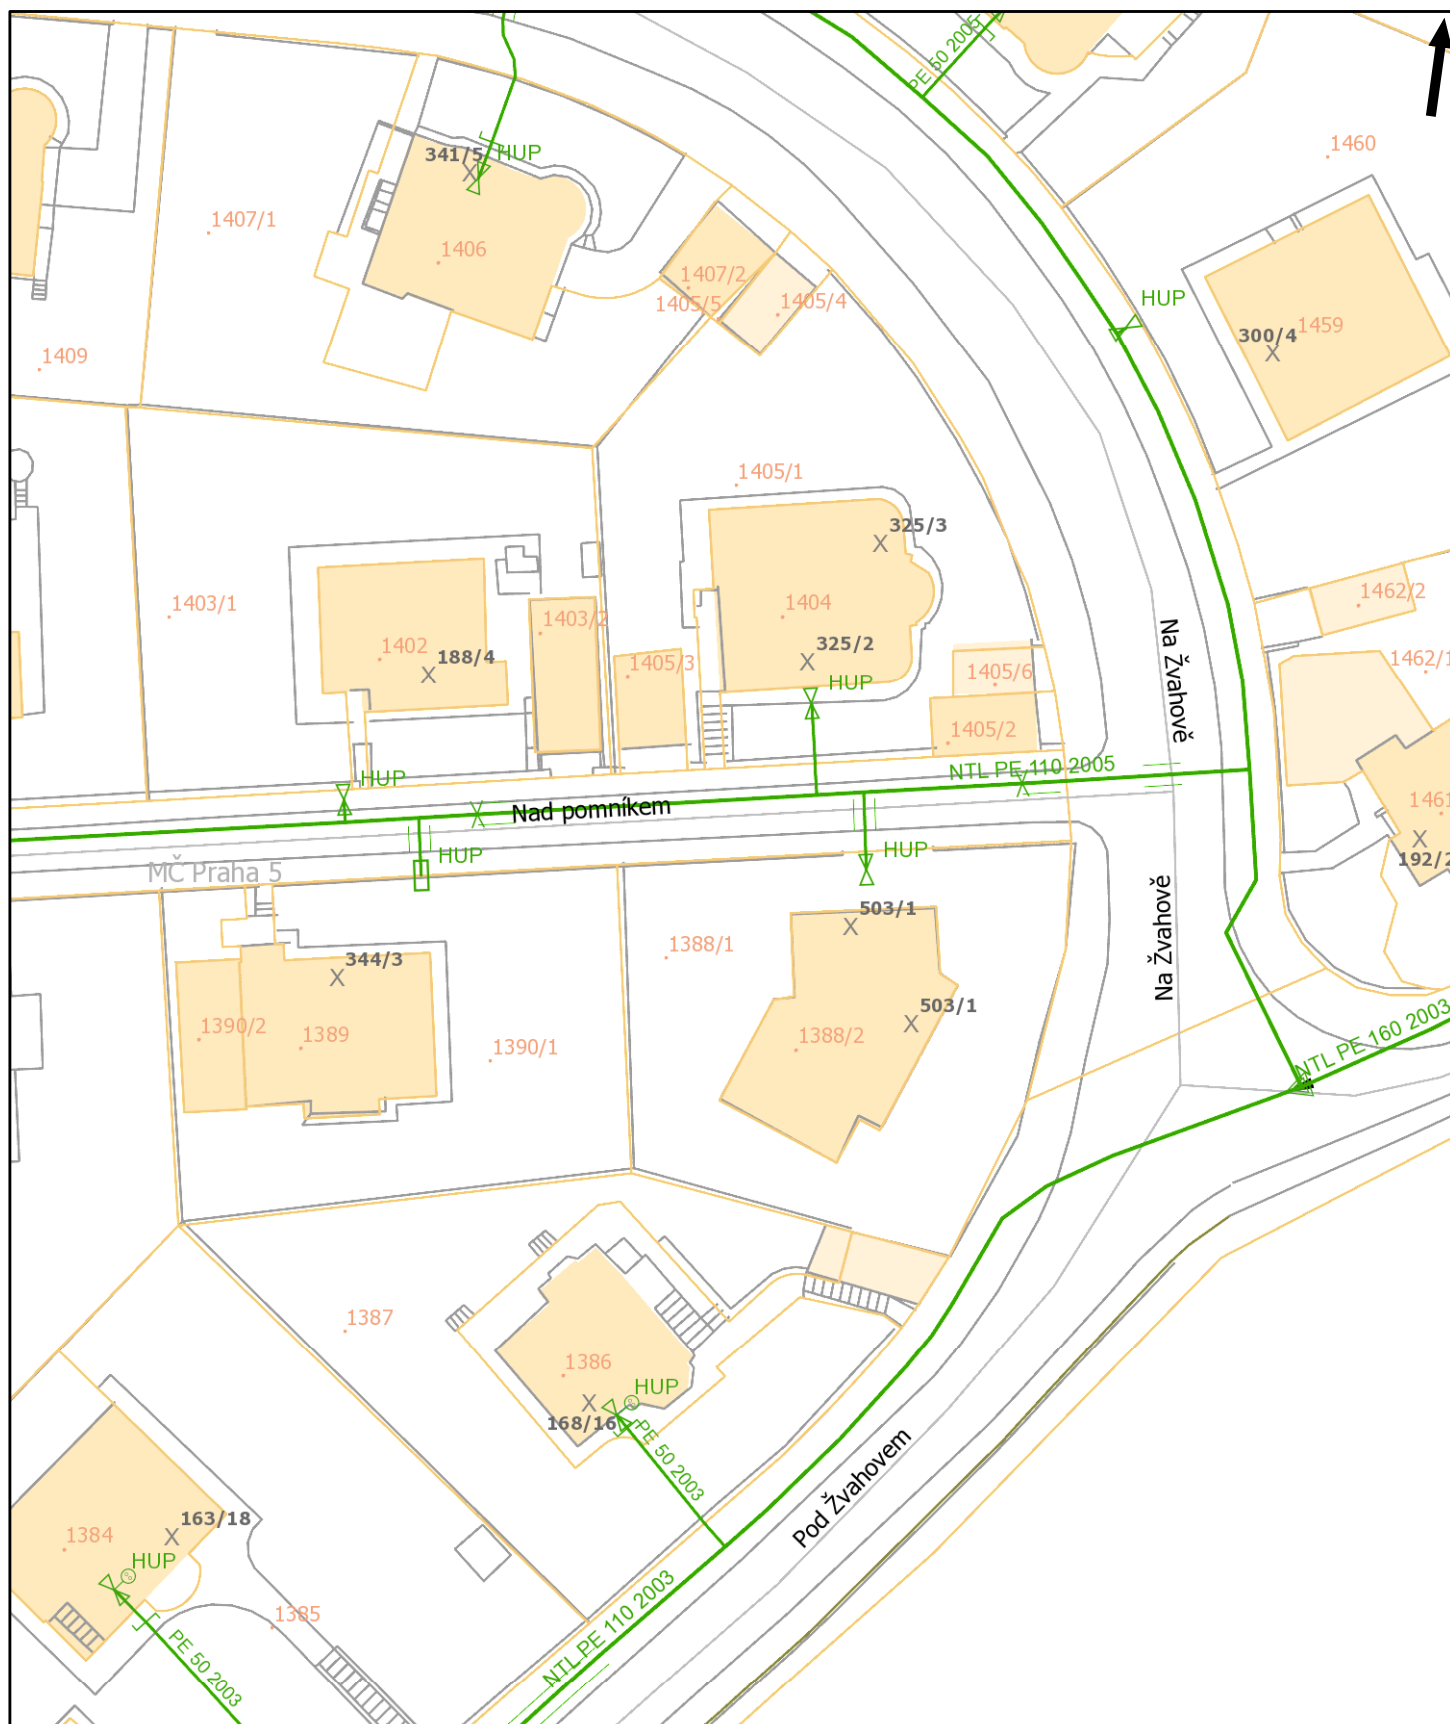 PE 50 2005
1460
341/5
HUP
1407/1
1406
1407/2
1405/5
1405/4
HUP
300/4
1459
1409
1405/1
325/3
1403/1
1403/2
1404
1462/2
1402
188/4
325/2
1405/3
HUP
1405/6
Na Žvahově
1462/1
1405/2
HUP
NTL PE 110 2005
Nad pomníkem
1461
HUP
HUP
192/2
MČ Praha 5
503/1
Na Žvahově
344/3
1388/1
503/1
1390/2
1389
1390/1
1388/2
NTL PE 160 2003
1387
1386
HUP
168/16
PE 50 2003
Pod Žvahovem
163/18
1384
HUP
1385
PE 50 2003
NTL PE 110 2003